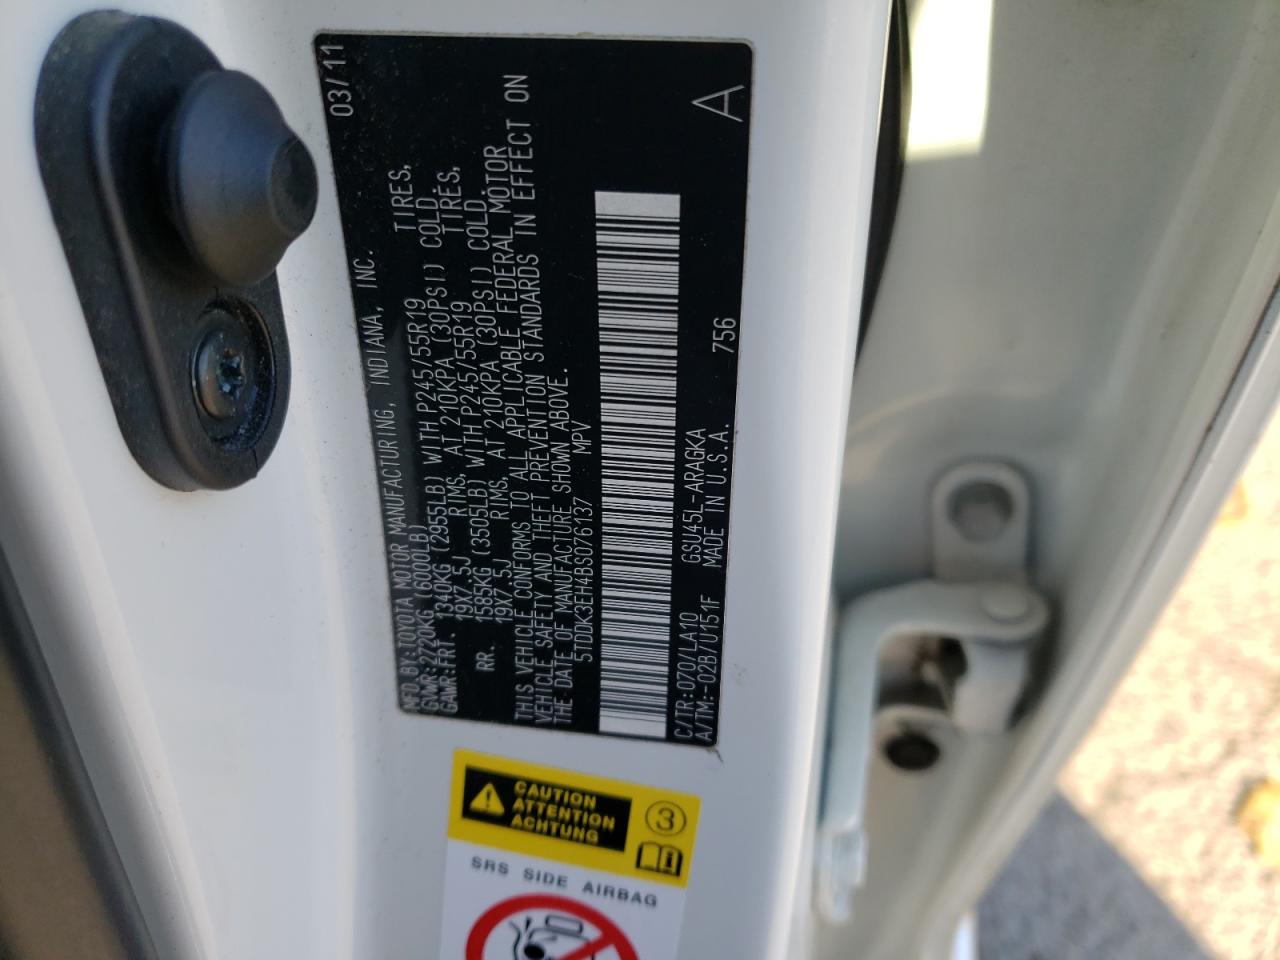 MFD.BY:TOYOTA MOTOR MANUFACTURING, INDIANA, INC. 03/11
GVWR:2720KG (6000LB)
GAWR:FRT. 1340KG (2955LB) WITH P245/55R19 TIRES,
19X7.5J RIMS, AT 210KPA (30PSI) COLD.
RR. 1585KG (3505LB) WITH P245/55R19 TIRES,
19X7.5J RIMS, AT 210KPA (30PSI) COLD.
THIS VEHICLE CONFORMS TO ALL APPLICABLE FEDERAL MOTOR
VEHICLE SAFETY AND THEFT PREVENTION STANDARDS IN EFFECT ON
THE DATE OF MANUFACTURE SHOWN ABOVE.
5TDDK3EH4BS076137 MPV
C/TR:070/LA10 GSU45L-ARAGKA 756 A
A/TM:-02B/U151F MADE IN U.S.A.
CAUTION
ATTENTION
ACHTUNG
3
SRS SIDE AIRBAG